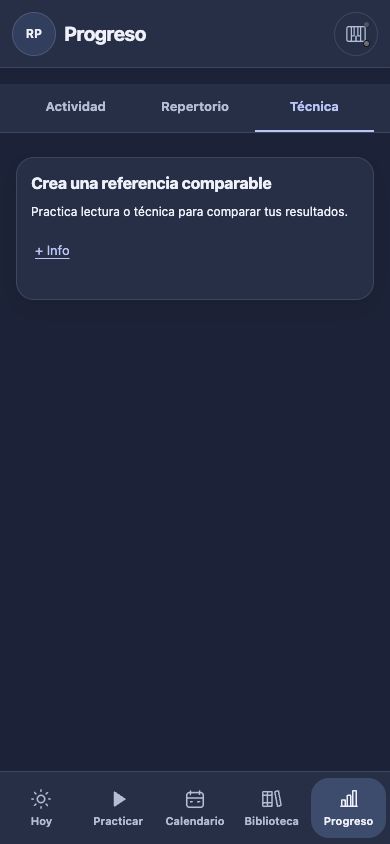 RP
Progreso
Actividad
Repertorio
Técnica
Crea una referencia comparable
Practica lectura o técnica para comparar tus resultados.
+ Info
Hoy
Practicar
Calendario
Biblioteca
Progreso